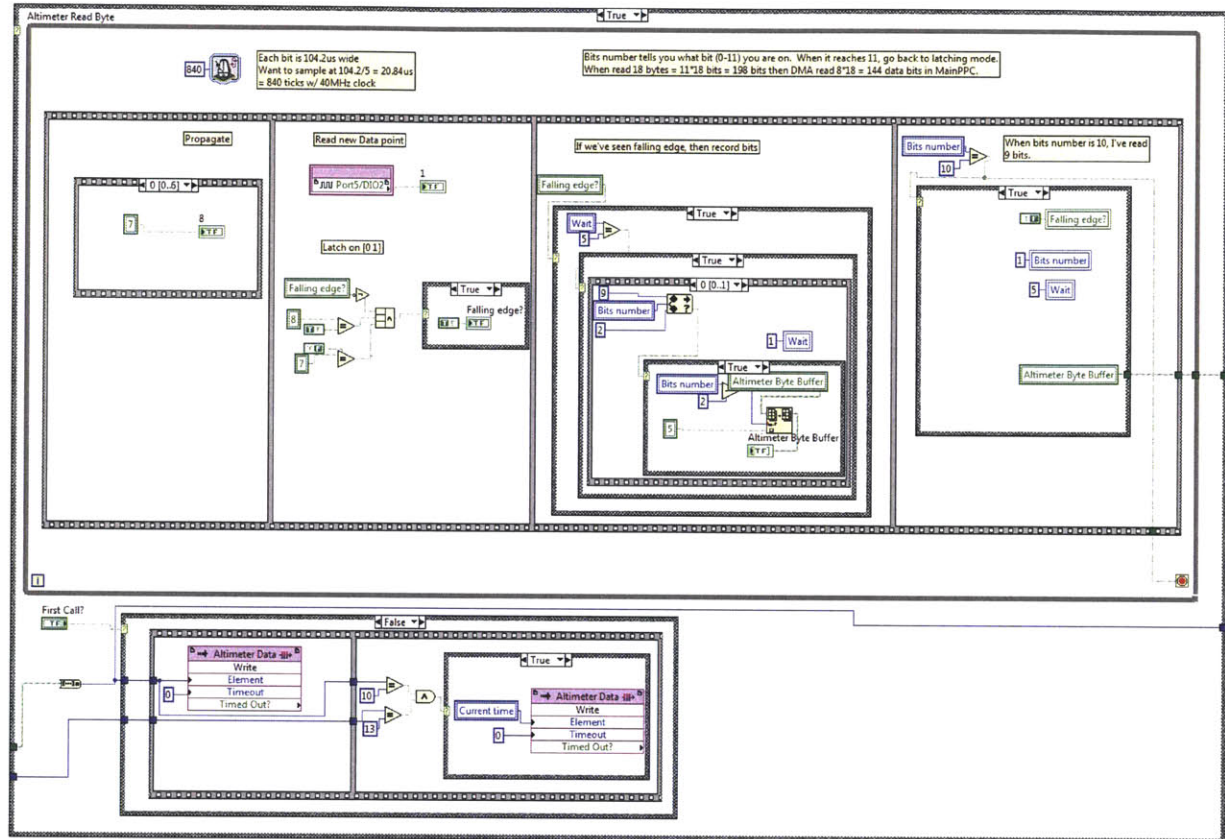 Altimeter Read Byte
True
840
Each bit is 104.2us wide
Want to sample at 104.2/5 = 20.84us
= 840 ticks w/ 40MHz clock
Bits number tells you what bit (0-11) you are on. When it reaches 11, go back to latching mode.
When read 18 bytes = 11*18 bits = 198 bits then DMA read 8*18 = 144 data bits in MainPPC.
Propagate
0 [0..6]
7
8
TF
Read new Data point
Port5/DIO2
1
TF
Latch on [0 1]
Falling edge?
8
7
True
Falling edge?
TF
If we've seen falling edge, then record bits
Falling edge?
True
Wait
5
True
0 [0..1]
9
Bits number
2
1
Wait
True
Bits number
Altimeter Byte Buffer
2
5
Altimeter Byte Buffer
TF
Bits number
10
When bits number is 10, I've read
9 bits.
True
Falling edge?
1
Bits number
5
Wait
Altimeter Byte Buffer
i
First Call?
TF
False
Altimeter Data
Write
Element
0
Timeout
Timed Out?
10
13
True
Current time
Altimeter Data
Write
Element
0
Timeout
Timed Out?